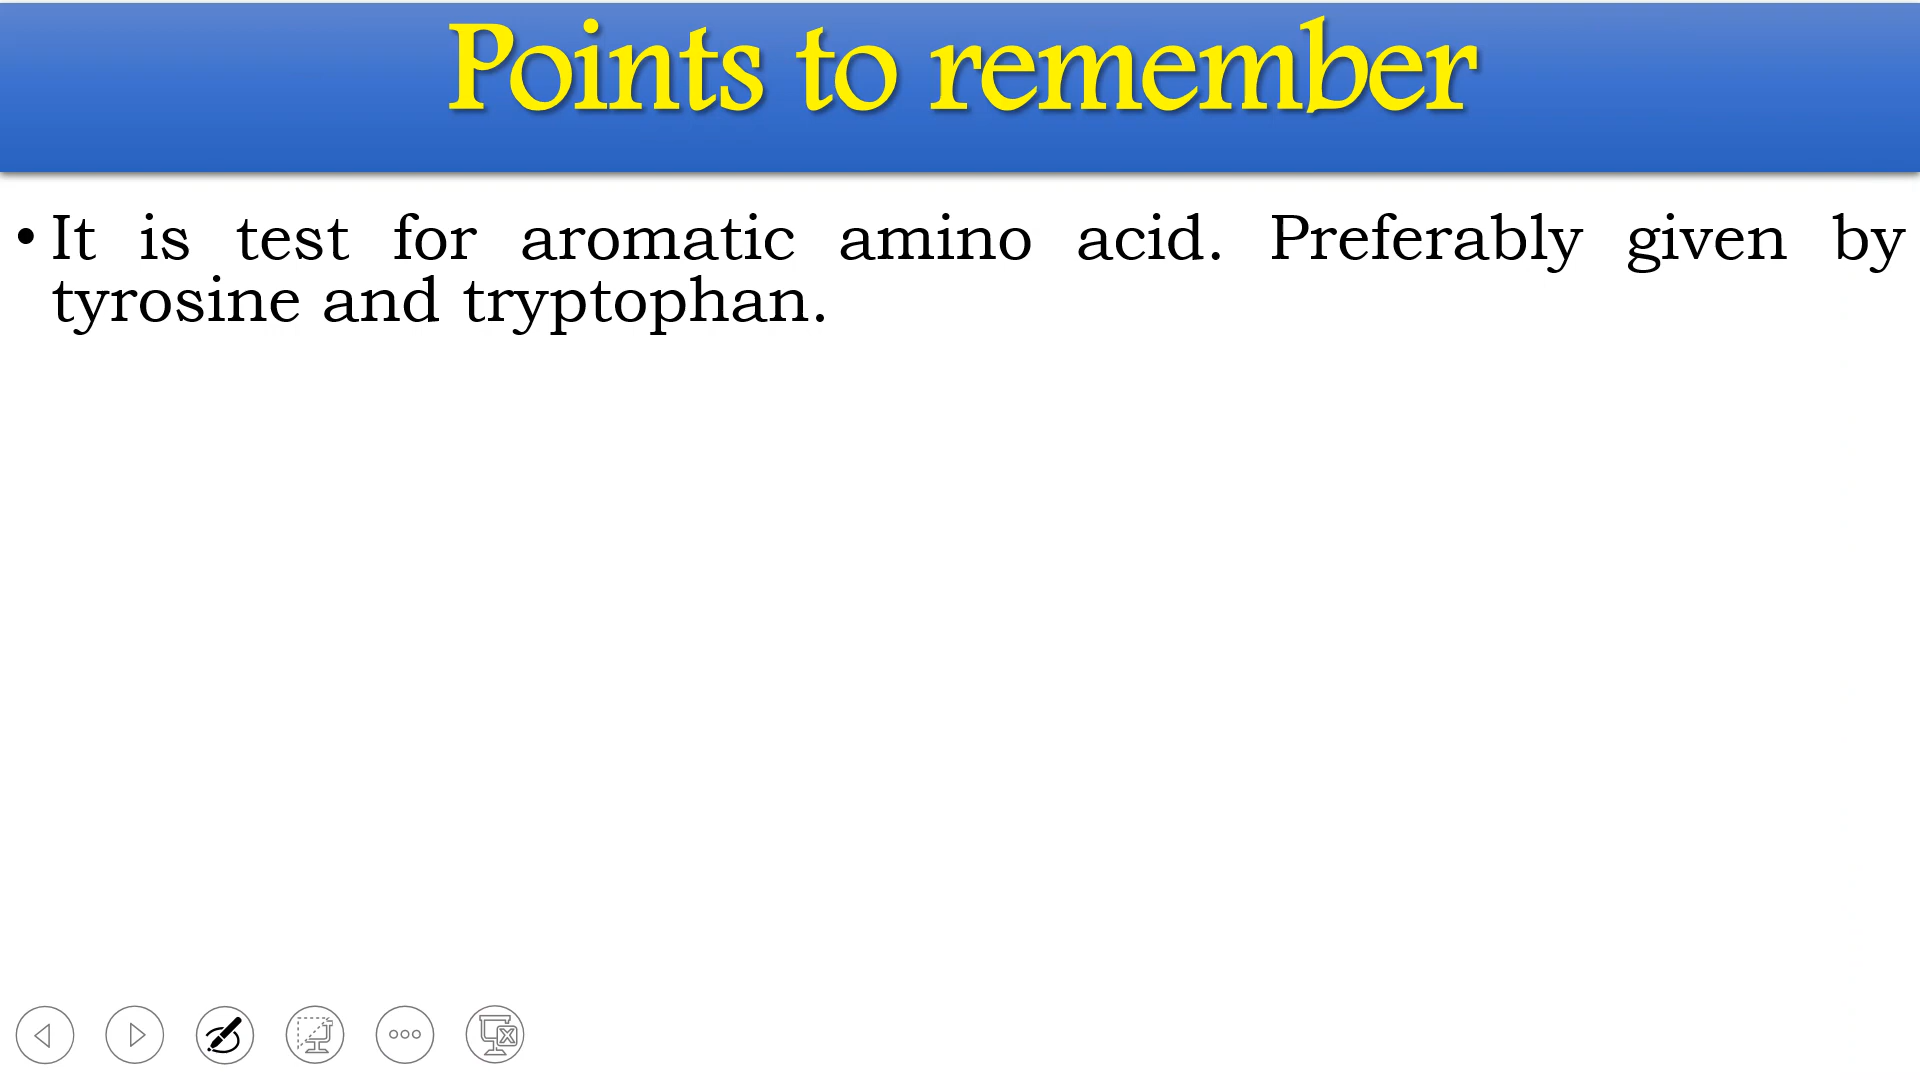 Points to remember
• It is test for aromatic amino acid. Preferably given by
tyrosine and tryptophan.